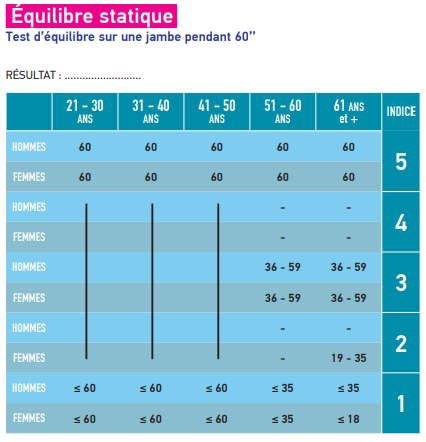 Équilibre statique
Test d'équilibre sur une jambe pendant 60’’
RÉSULTAT : ..........................
21 – 30 ANS 31 – 40 ANS 41 – 50 ANS 51 – 60 ANS 61 ANS et + INDICE
HOMMES 60 60 60 60 60 5
FEMMES 60 60 60 60 60
HOMMES - - 4
FEMMES - -
HOMMES 36 - 59 36 - 59 3
FEMMES 36 - 59 36 - 59
HOMMES - - 2
FEMMES - 19 - 35
HOMMES ≤ 60 ≤ 60 ≤ 60 ≤ 35 ≤ 35 1
FEMMES ≤ 60 ≤ 60 ≤ 60 ≤ 35 ≤ 18